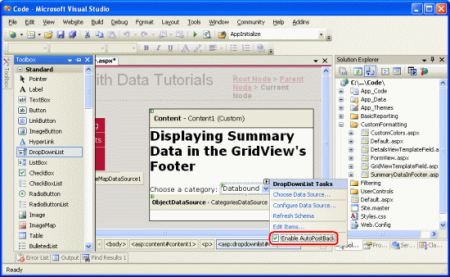 Code - Microsoft Visual Studio
File Edit View Website Build Debug Format Layout Tools Window Community Help Addins
AppInitialize
Toolbox
Standard
Pointer
Label
TextBox
Button
LinkButton
ImageButton
HyperLink
DropDownList
ListBox
CheckBox
CheckBoxList
RadioButton
RadioButtonList
Image
ImageMap
Table
BulletedList
.aspx*
ith Data Tutorials
Root Node > Parent
Node > Current
Node
Content - Content1 (Custom)
Displaying Summary
Data in the GridView's
Footer
MapDataSource1
Choose a category: Databound
ObjectDataSource - CategoriesDataSource
DropDownList Tasks
Choose Data Source...
Configure Data Source...
Refresh Schema
Edit Items...
Enable AutoPostBack
<body> <asp:content#content1> <p> <asp:dropdownlist#
Solution Explorer
C:\...\Code\
App_Code
App_Data
App_Themes
BasicReporting
CustomFormatting
CustomColors.aspx
Default.aspx
DetailsViewTemplateField.as
FormView.aspx
GridViewTemplateField.aspx
SummaryDataInFooter.aspx
Filtering
UserControls
Default.aspx
Site.master
Styles.css
Web.Config
Error List Output Find Results 1
Ready